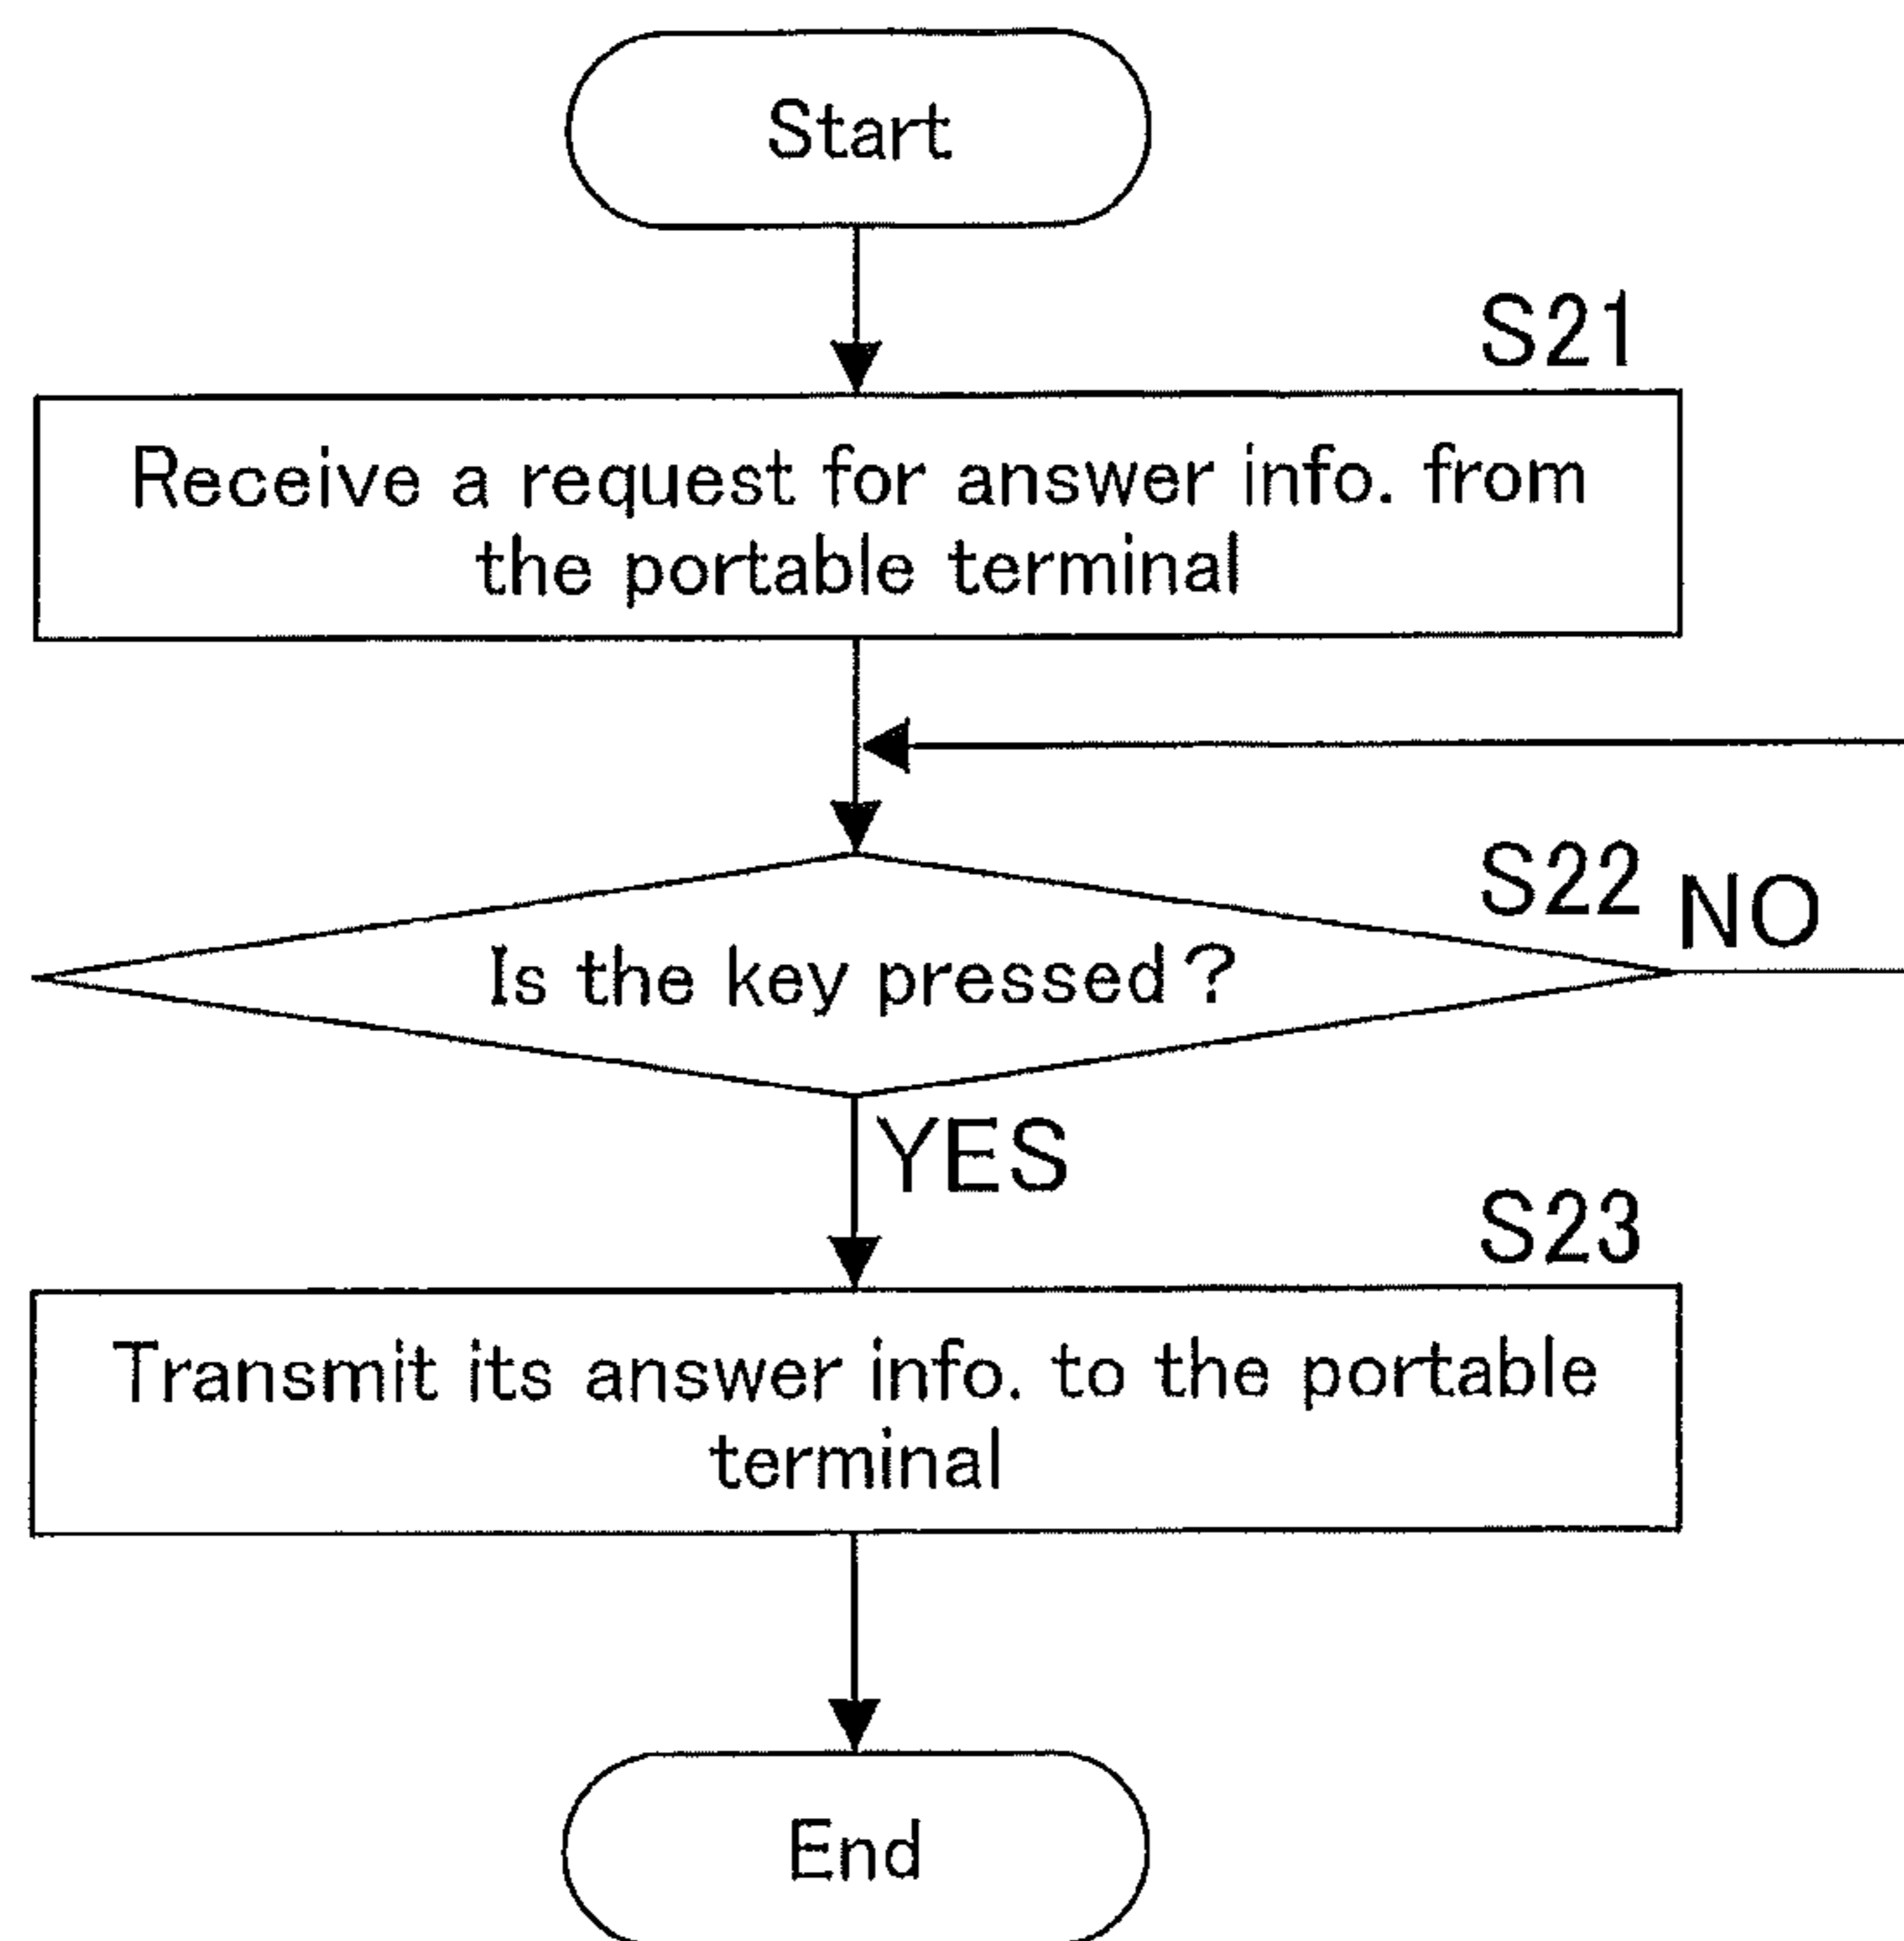 Start
S21
Receive a request for answer info. from
the portable terminal
S22
NO
Is the key pressed?
YES
S23
Transmit its answer info. to the portable
terminal
End